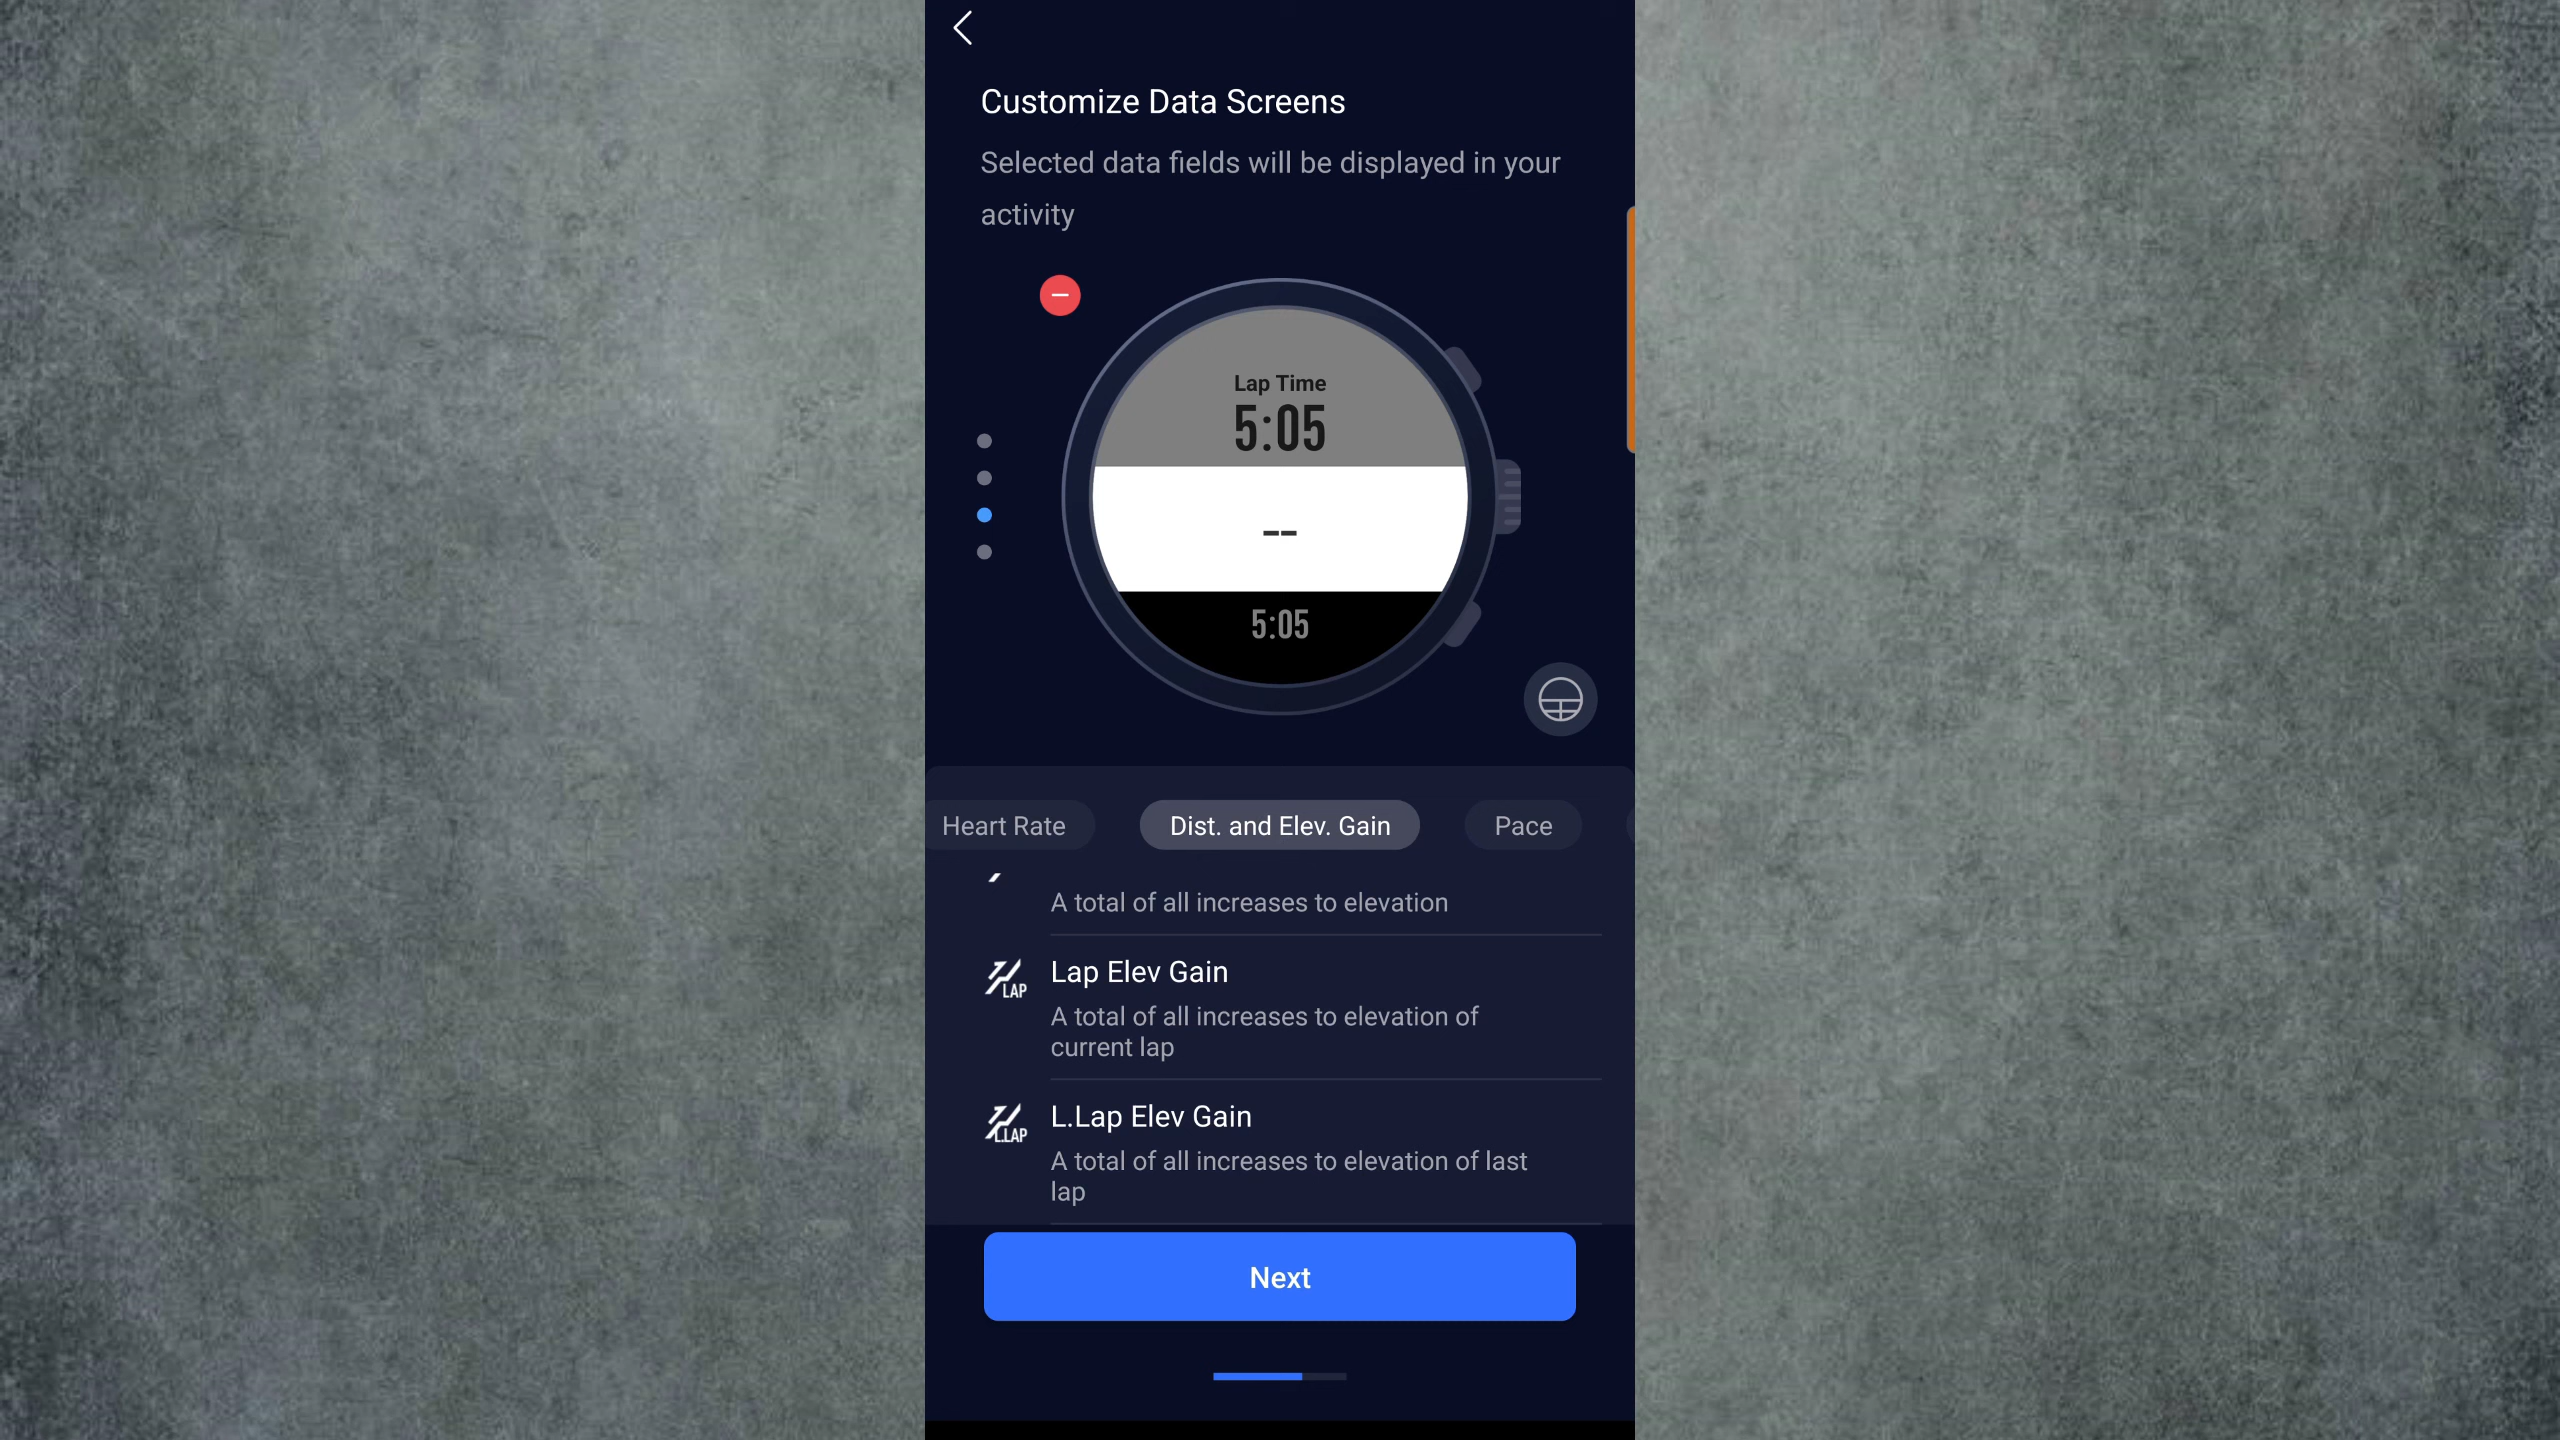 Customize Data Screens
Selected data fields will be displayed in your
activity
Lap Time
5:05
--
5:05
Heart Rate
Dist. and Elev. Gain
Pace
A total of all increases to elevation
LAP
Lap Elev Gain
A total of all increases to elevation of
current lap
L.LAP
L.Lap Elev Gain
A total of all increases to elevation of last
lap
Next